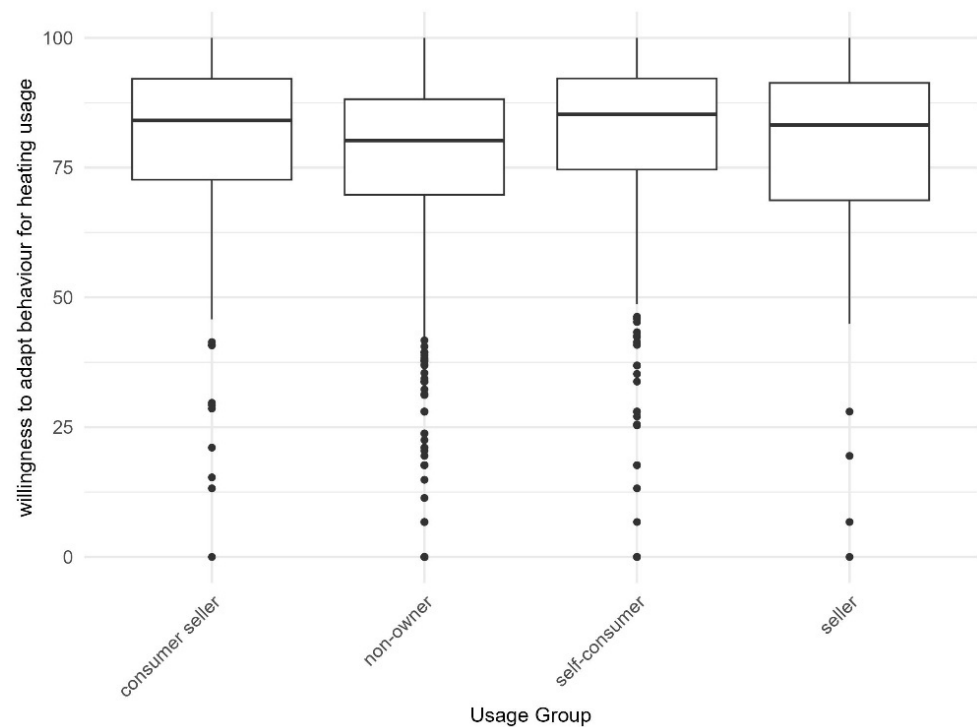 willingness to adapt behaviour for heating usage
100
75
50
25
0
consumer seller
non-owner
self-consumer
seller
Usage Group